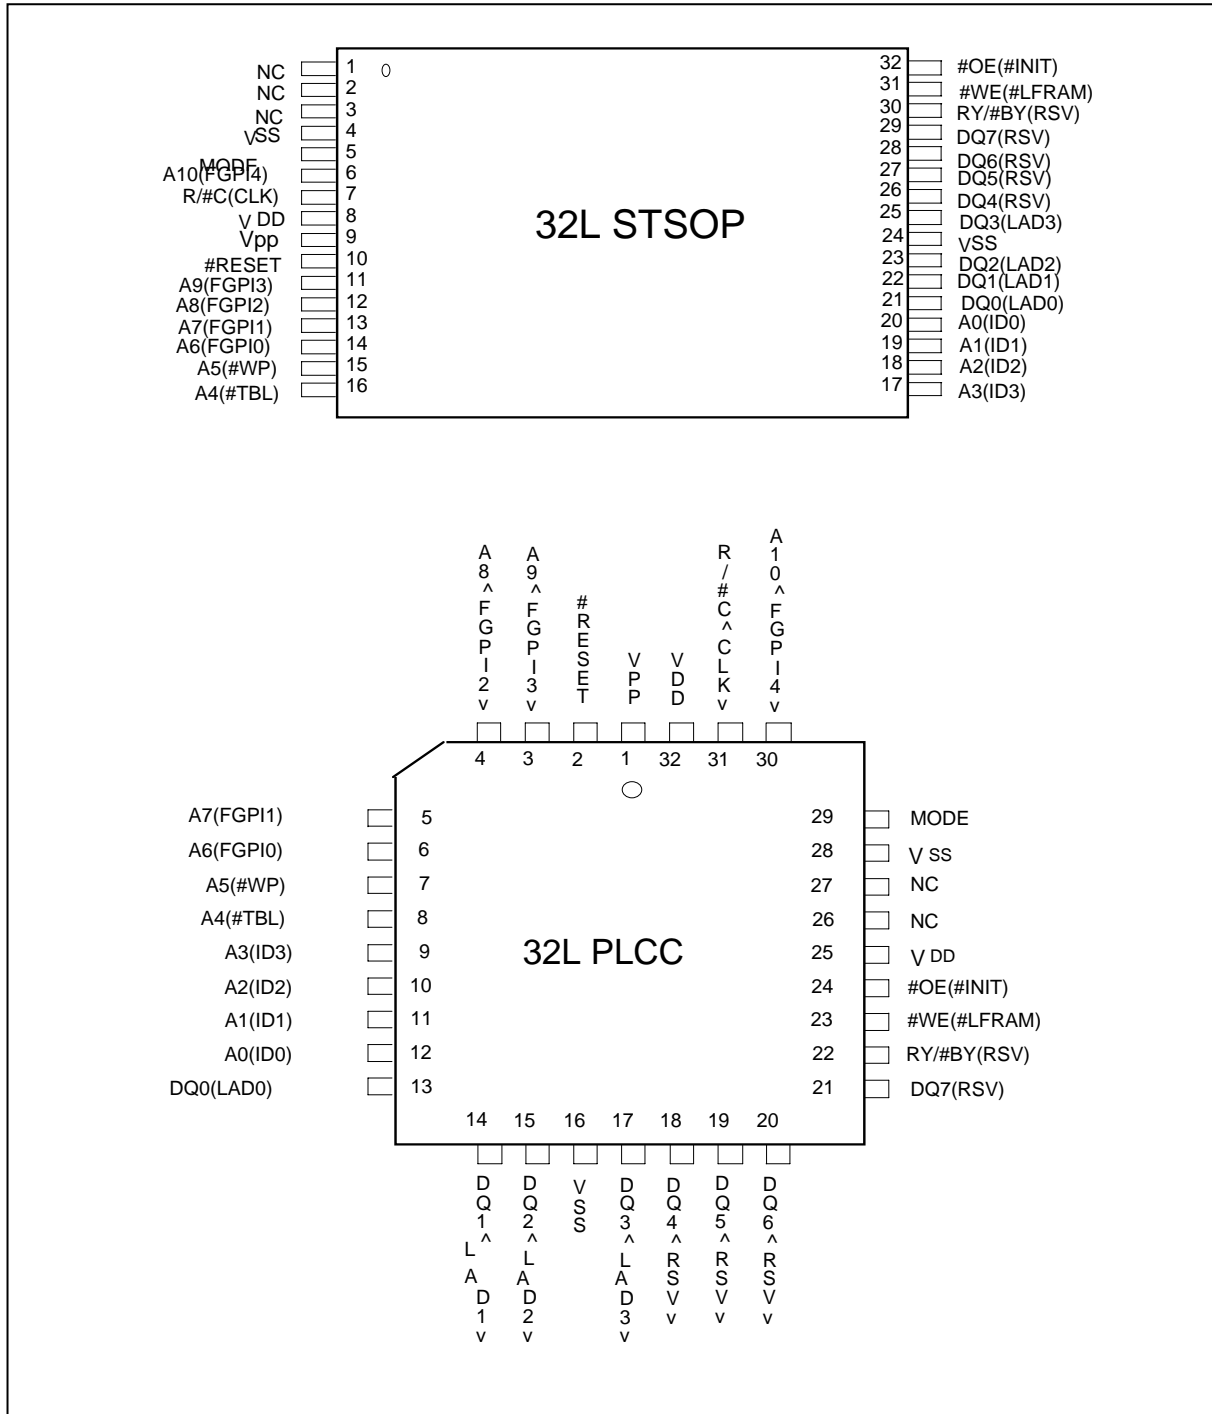 NC 1 32 #OE(#INIT)
NC 2 31 #WE(#LFRAM)
NC 3 30 RY/#BY(RSV)
VSS 4 29 DQ7(RSV)
MODE 5 28 DQ6(RSV)
A10(FGPI4) 6 27 DQ5(RSV)
R/#C(CLK) 7 26 DQ4(RSV)
VDD 8 25 DQ3(LAD3)
Vpp 9 24 VSS
#RESET 10 23 DQ2(LAD2)
A9(FGPI3) 11 22 DQ1(LAD1)
A8(FGPI2) 12 21 DQ0(LAD0)
A7(FGPI1) 13 20 A0(ID0)
A6(FGPI0) 14 19 A1(ID1)
A5(#WP) 15 18 A2(ID2)
A4(#TBL) 16 17 A3(ID3)
32L STSOP
A8^FGPI2v
A9^FGPI3v
#RESET
VPP
VDD
R/#C^CLKv
A10^FGPI4v
4 3 2 1 32 31 30
A7(FGPI1) 5 29 MODE
A6(FGPI0) 6 28 VSS
A5(#WP) 7 27 NC
A4(#TBL) 8 26 NC
A3(ID3) 9 25 VDD
A2(ID2) 10 24 #OE(#INIT)
A1(ID1) 11 23 #WE(#LFRAM)
A0(ID0) 12 22 RY/#BY(RSV)
DQ0(LAD0) 13 21 DQ7(RSV)
32L PLCC
14 15 16 17 18 19 20
DQ1^LAD1v
DQ2^LAD2v
VSS
DQ3^LAD3v
DQ4^RSVv
DQ5^RSVv
DQ6^RSVv